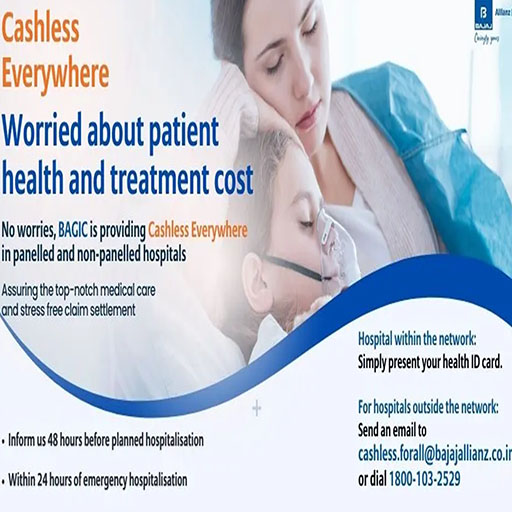 Cashless
Everywhere
BAJAJ
Allianz
Caringly yours
Worried about patient
health and treatment cost
No worries, BAGIC is providing Cashless Everywhere
in panelled and non-panelled hospitals
Assuring the top-notch medical care
and stress free claim settlement
• Inform us 48 hours before planned hospitalisation
• Within 24 hours of emergency hospitalisation
Hospital within the network:
Simply present your health ID card.
For hospitals outside the network:
Send an email to
cashless.forall@bajajallianz.co.in
or dial 1800-103-2529